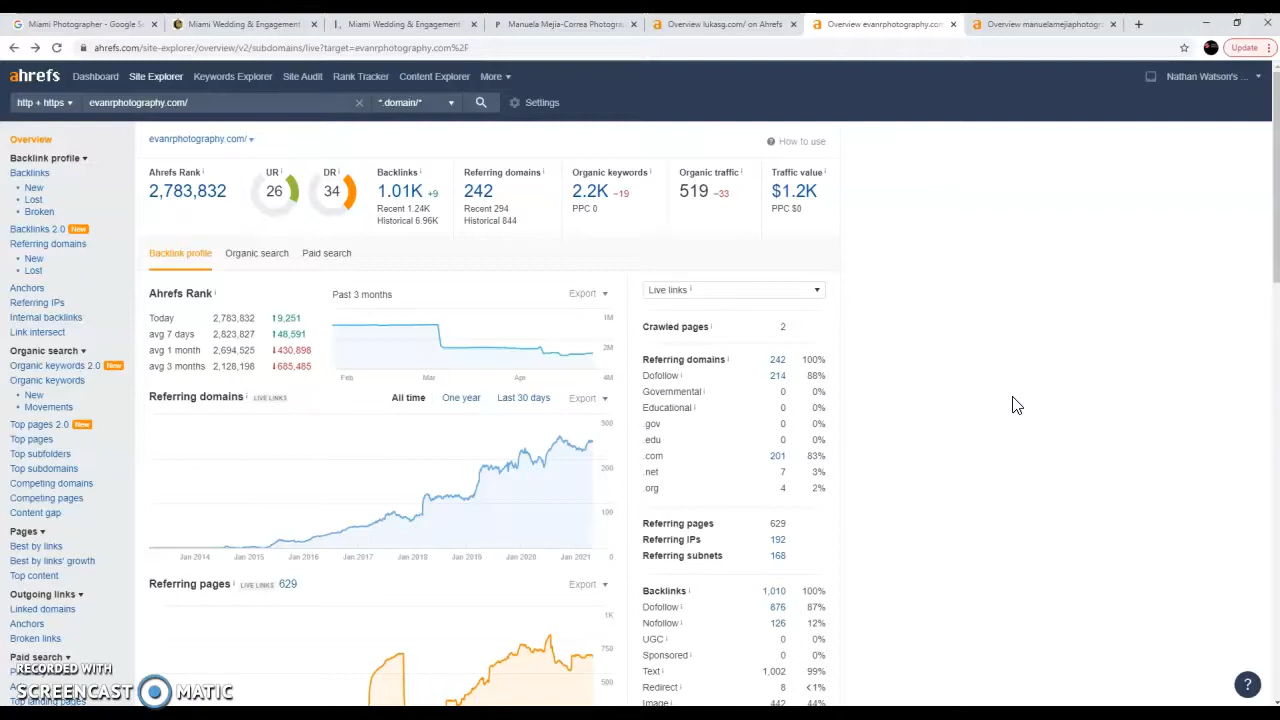 Miami Photographer - Google S
Miami Wedding & Engagement
Miami Wedding & Engagement
Manuela Mejia-Correa Photogra
Overview lukasg.com/ on Ahrefs
Overview evanrphotography.com
Overview manuelamejiaphotogra
ahrefs.com/site-explorer/overview/v2/subdomains/live?target=evanrphotography.com%2F
Update
ahrefs Dashboard Site Explorer Keywords Explorer Site Audit Rank Tracker Content Explorer More Nathan Watson's ...
http + https evanrphotography.com/ *.domain/* Settings
Overview
Backlink profile
Backlinks
New
Lost
Broken
Backlinks 2.0 New
Referring domains
New
Lost
Anchors
Referring IPs
Internal backlinks
Link intersect
Organic search
Organic keywords 2.0 New
Organic keywords
New
Movements
Top pages 2.0 New
Top pages
Top subfolders
Top subdomains
Competing domains
Competing pages
Content gap
Pages
Best by links
Best by links' growth
Top content
Outgoing links
Linked domains
Anchors
Broken links
Paid search
Top landing pages
RECORDED WITH
SCREENCAST MATIC
evanrphotography.com/
How to use
Ahrefs Rank
2,783,832
UR
26
DR
34
Backlinks
1.01K +9
Recent 1.24K
Historical 6.96K
Referring domains
242
Recent 294
Historical 844
Organic keywords
2.2K −19
PPC 0
Organic traffic
519 −33
Traffic value
$1.2K
PPC $0
Backlink profile Organic search Paid search
Ahrefs Rank
Past 3 months
Export
Today 2,783,832 9,251
avg 7 days 2,823,827 48,591
avg 1 month 2,694,525 430,898
avg 3 months 2,128,198 685,485
1M
2M
4M
Feb Mar Apr
Referring domains LIVE LINKS
All time One year Last 30 days
Export
300
200
100
0
Jan 2014 Jan 2015 Jan 2016 Jan 2017 Jan 2018 Jan 2019 Jan 2020 Jan 2021
Referring pages LIVE LINKS 629
Export
1K
750
500
Live links
Crawled pages 2
Referring domains 242 100%
Dofollow 214 88%
Governmental 0 0%
Educational 0 0%
.gov 0 0%
.edu 0 0%
.com 201 83%
.net 7 3%
.org 4 2%
Referring pages 629
Referring IPs 192
Referring subnets 168
Backlinks 1,010 100%
Dofollow 876 87%
Nofollow 126 12%
UGC 0 0%
Sponsored 0 0%
Text 1,002 99%
Redirect 8 <1%
Image 442 44%
?